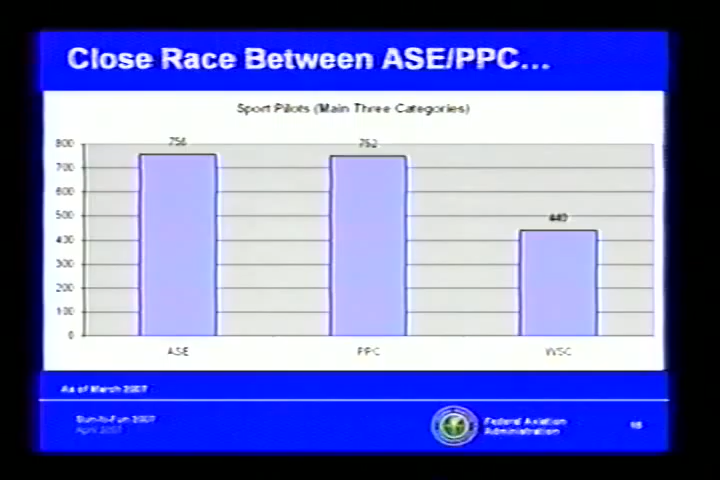 Close Race Between ASE/PPC...
Sport Pilots (Main Three Categories)
800
700
600
500
400
300
200
100
0
756
752
440
ASE
PPC
WSC
As of March 2007
Sun-N-Fun 2007
April 2007
Federal Aviation
Administration